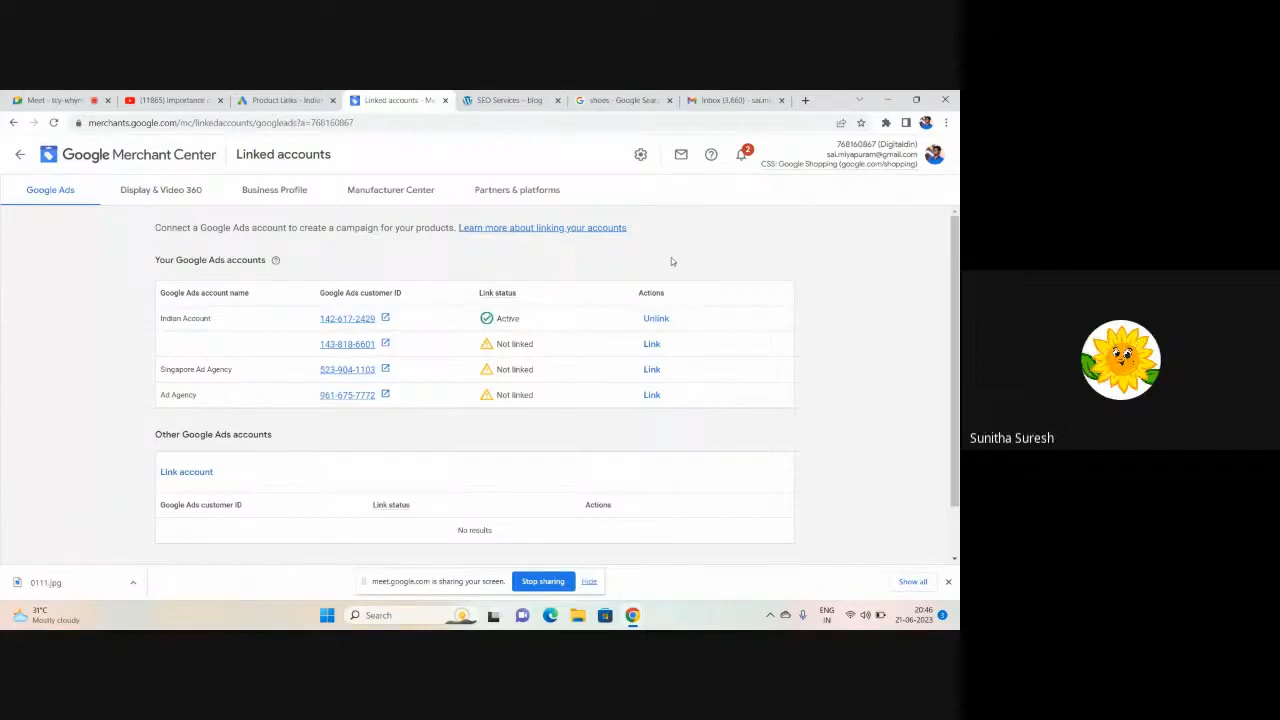 Meet - tcy-whym
(11865) Importance o
Product Links - Indian
Linked accounts - Me
SEO Services – blog
shoes - Google Sear
Inbox (3,660) - sai.mi
merchants.google.com/mc/linkedaccounts/googleads?a=768160867
Google Merchant Center
Linked accounts
2
768160867 (Digitaldin)
sai.miyapuram@gmail.com
CSS: Google Shopping (google.com/shopping)
Google Ads
Display & Video 360
Business Profile
Manufacturer Center
Partners & platforms
Connect a Google Ads account to create a campaign for your products. Learn more about linking your accounts
Your Google Ads accounts
Google Ads account name Google Ads customer ID Link status Actions
Indian Account 142-617-2429 Active Unlink
143-818-6601 Not linked Link
Singapore Ad Agency 523-904-1103 Not linked Link
Ad Agency 961-675-7772 Not linked Link
Other Google Ads accounts
Link account
Google Ads customer ID Link status Actions
No results
Sunitha Suresh
0111.jpg
meet.google.com is sharing your screen. Stop sharing Hide
Show all
31°C
Mostly cloudy
Search
ENG
IN
20:46
21-06-2023
3